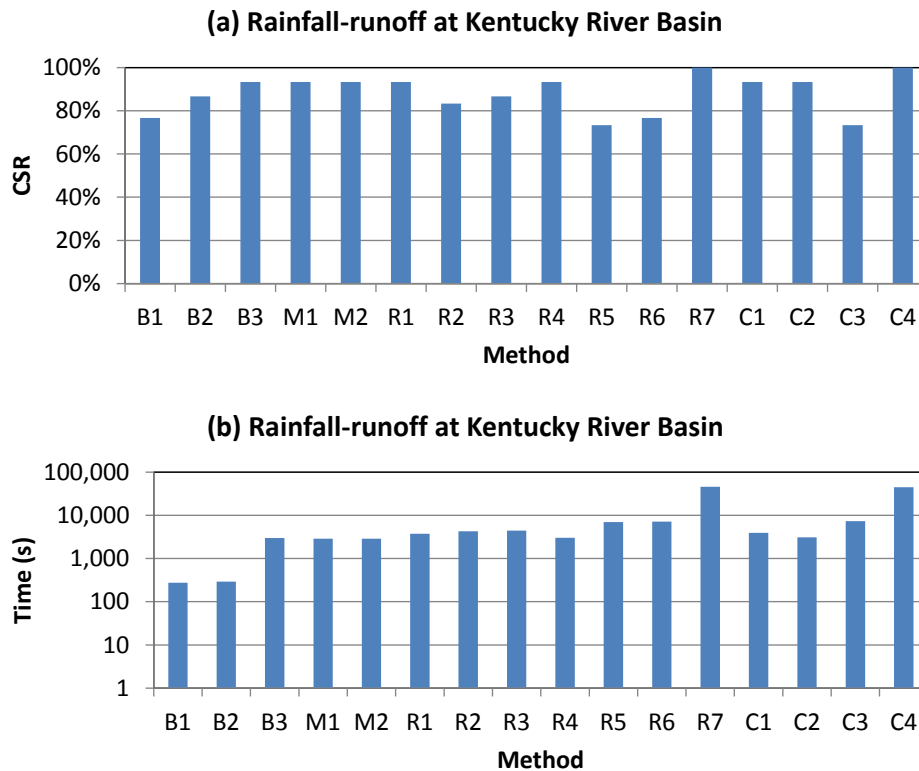 (a) Rainfall-runoff at Kentucky River Basin
CSR
100%
80%
60%
40%
20%
0%
B1 B2 B3 M1 M2 R1 R2 R3 R4 R5 R6 R7 C1 C2 C3 C4
Method
(b) Rainfall-runoff at Kentucky River Basin
Time (s)
100,000
10,000
1,000
100
10
1
B1 B2 B3 M1 M2 R1 R2 R3 R4 R5 R6 R7 C1 C2 C3 C4
Method